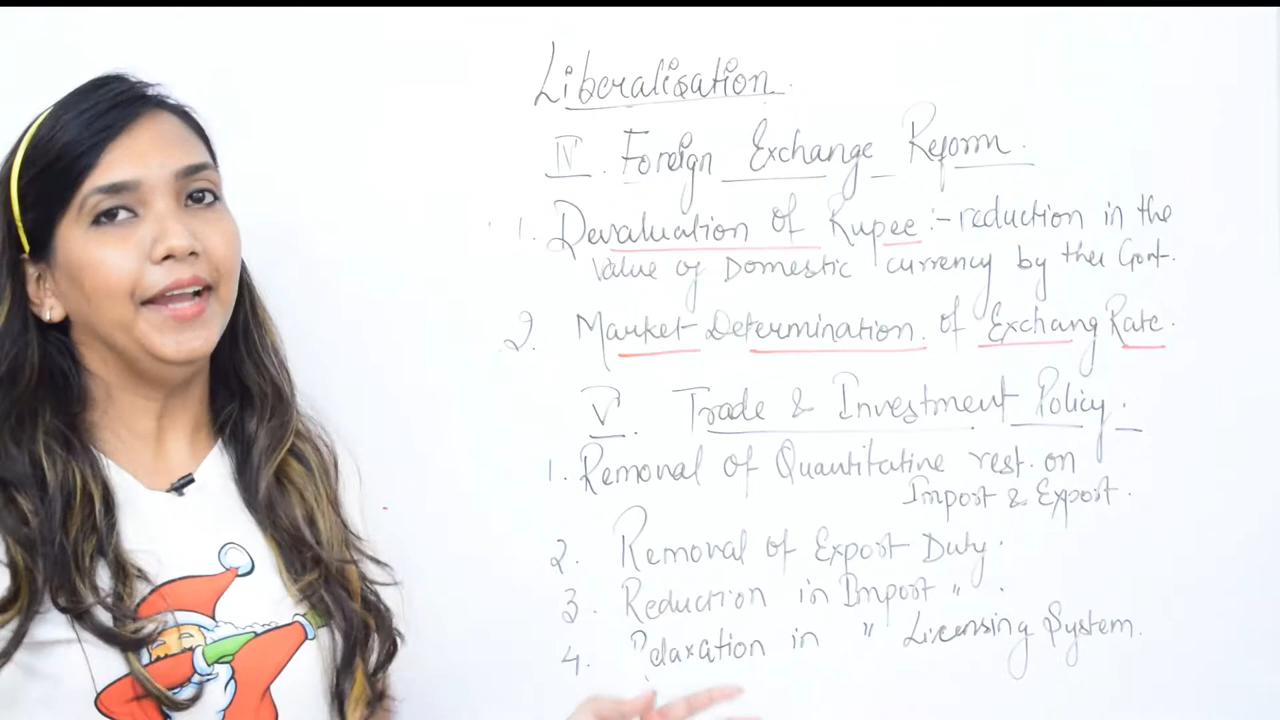 Liberalisation.
IV. Foreign Exchange Reform.
1. Devaluation of Rupee :- reduction in the
Value of Domestic currency by the Govt.
2. Market Determination of Exchang Rate.
V. Trade & Investment Policy.
1. Removal of Quantitative rest. on
Import & Export.
2. Removal of Export Duty.
3. Reduction in Import " .
4. Relaxation in " Licensing System.